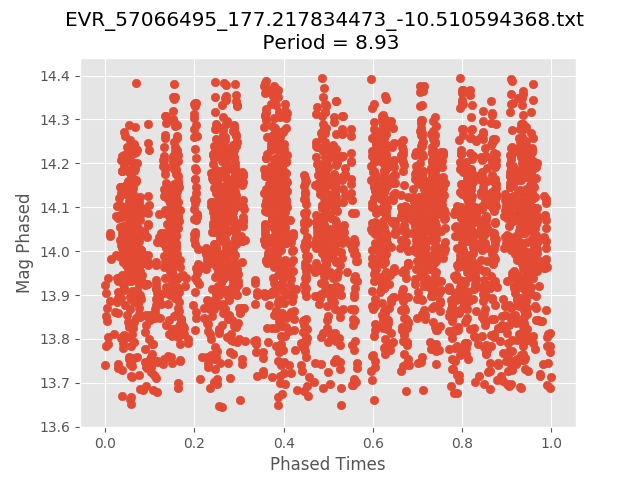 EVR_57066495_177.217834473_-10.510594368.txt
Period = 8.93
14.4
14.3
14.2
14.1
14.0
13.9
13.8
13.7
13.6
Mag Phased
0.0 0.2 0.4 0.6 0.8 1.0
Phased Times